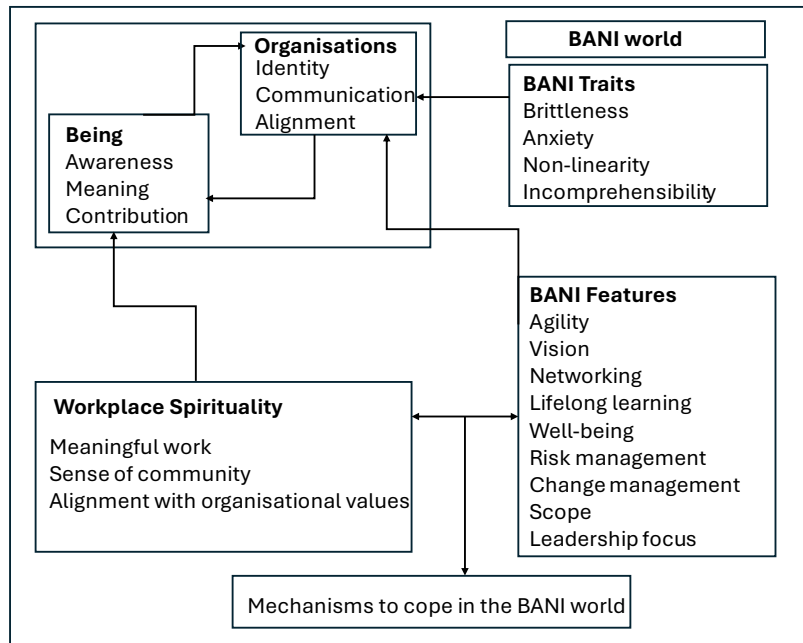 Organisations
Identity
Communication
Alignment
BANI world
BANI Traits
Brittleness
Anxiety
Non-linearity
Incomprehensibility
Being
Awareness
Meaning
Contribution
BANI Features
Agility
Vision
Networking
Lifelong learning
Well-being
Risk management
Change management
Scope
Leadership focus
Workplace Spirituality
Meaningful work
Sense of community
Alignment with organisational values
Mechanisms to cope in the BANI world